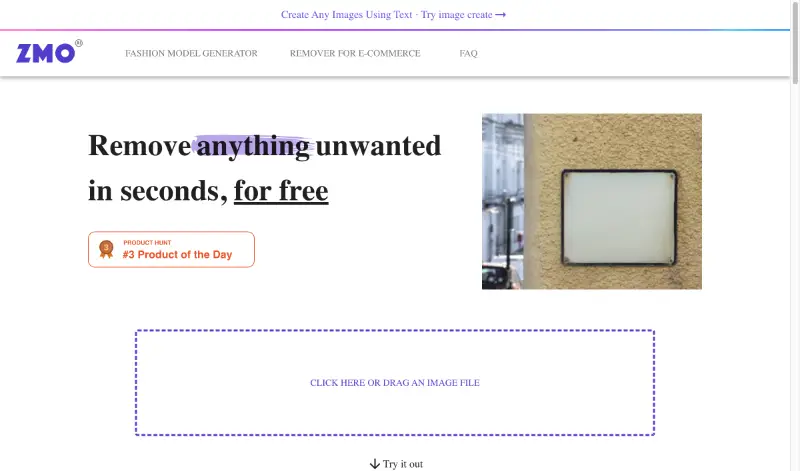 Create Any Images Using Text · Try image create →
ZMO®
FASHION MODEL GENERATOR
REMOVER FOR E-COMMERCE
FAQ
Remove anything unwanted
in seconds, for free
3
PRODUCT HUNT
#3 Product of the Day
CLICK HERE OR DRAG AN IMAGE FILE
↓ Try it out